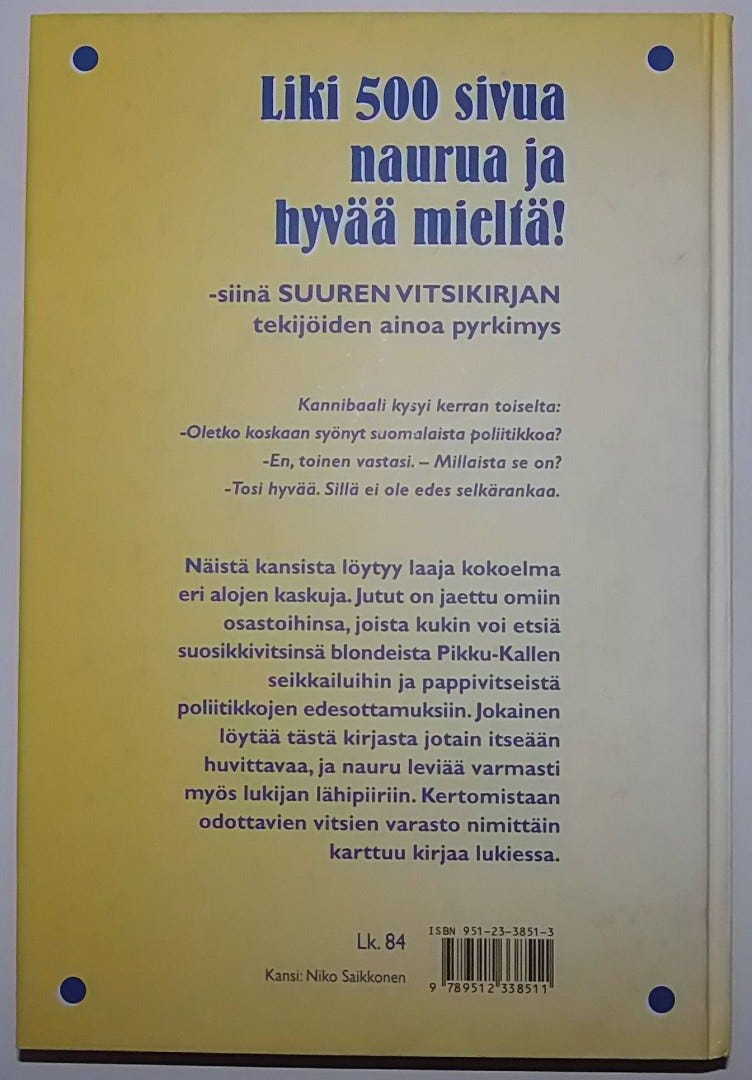 Liki 500 sivua
naurua ja
hyvää mieltä!
-siinä SUUREN VITSIKIRJAN
tekijöiden ainoa pyrkimys
Kannibaali kysyi kerran toiselta:
-Oletko koskaan syönyt suomalaista poliitikkoa?
-En, toinen vastasi. – Millaista se on?
-Tosi hyvää. Sillä ei ole edes selkärankaa.
Näistä kansista löytyy laaja kokoelma
eri alojen kaskuja. Jutut on jaettu omiin
osastoihinsa, joista kukin voi etsiä
suosikkivitsinsä blondeista Pikku-Kallen
seikkailuihin ja pappivitseistä
poliitikkojen edesottamuksiin. Jokainen
löytää tästä kirjasta jotain itseään
huvittavaa, ja nauru leviää varmasti
myös lukijan lähipiiriin. Kertomistaan
odottavien vitsien varasto nimittäin
karttuu kirjaa lukiessa.
Lk. 84
Kansi: Niko Saikkonen
ISBN 951-23-3851-3
9 789512 338511